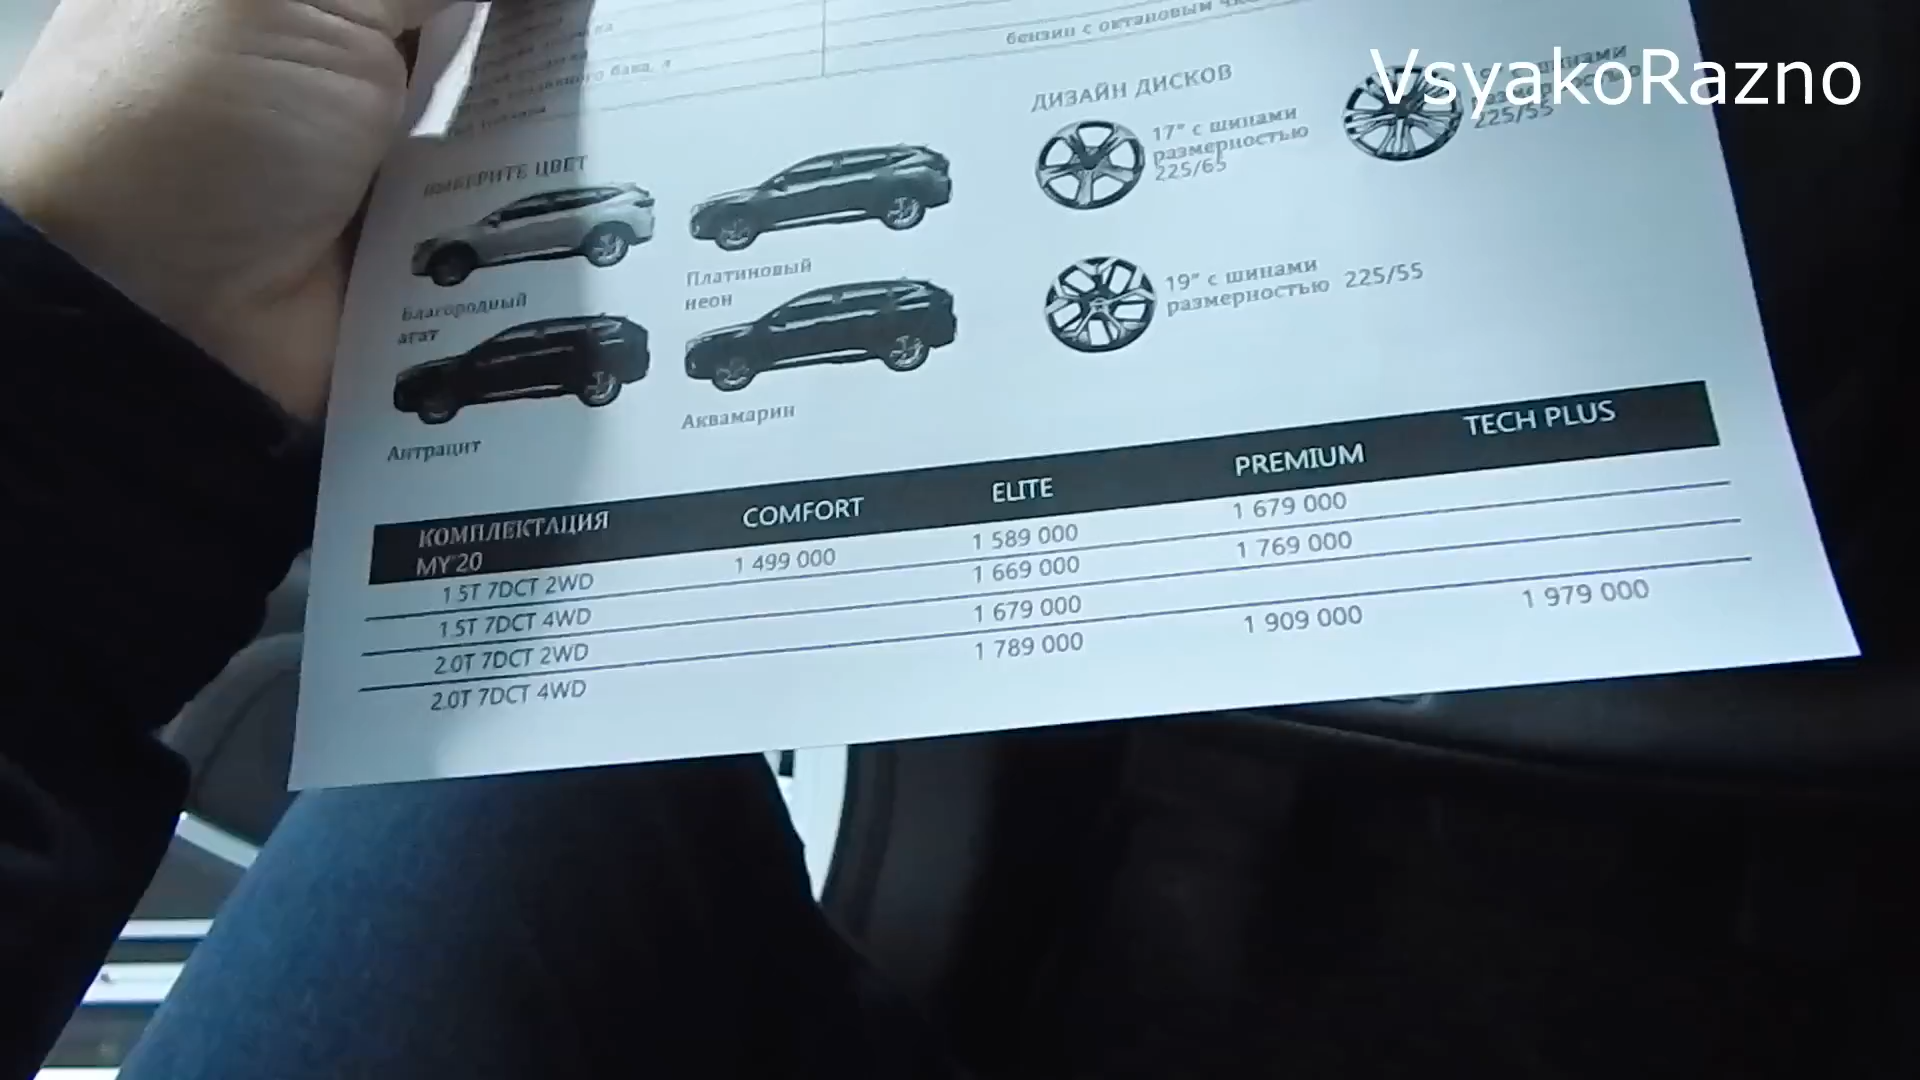 бензин с октановым
VsyakoRazno
ВЫБЕРИТЕ ЦВЕТ
Благородный
агат
Платиновый
неон
Антрацит
Аквамарин
ДИЗАЙН ДИСКОВ
17" с шинами
размерностью
225/65
225/55
19" с шинами
размерностью 225/55
КОМПЛЕКТАЦИЯ
MY'20
COMFORT ELITE PREMIUM TECH PLUS
1.5T 7DCT 2WD 1 499 000 1 589 000 1 679 000
1.5T 7DCT 4WD 1 669 000 1 769 000
2.0T 7DCT 2WD 1 679 000
2.0T 7DCT 4WD 1 789 000 1 909 000 1 979 000